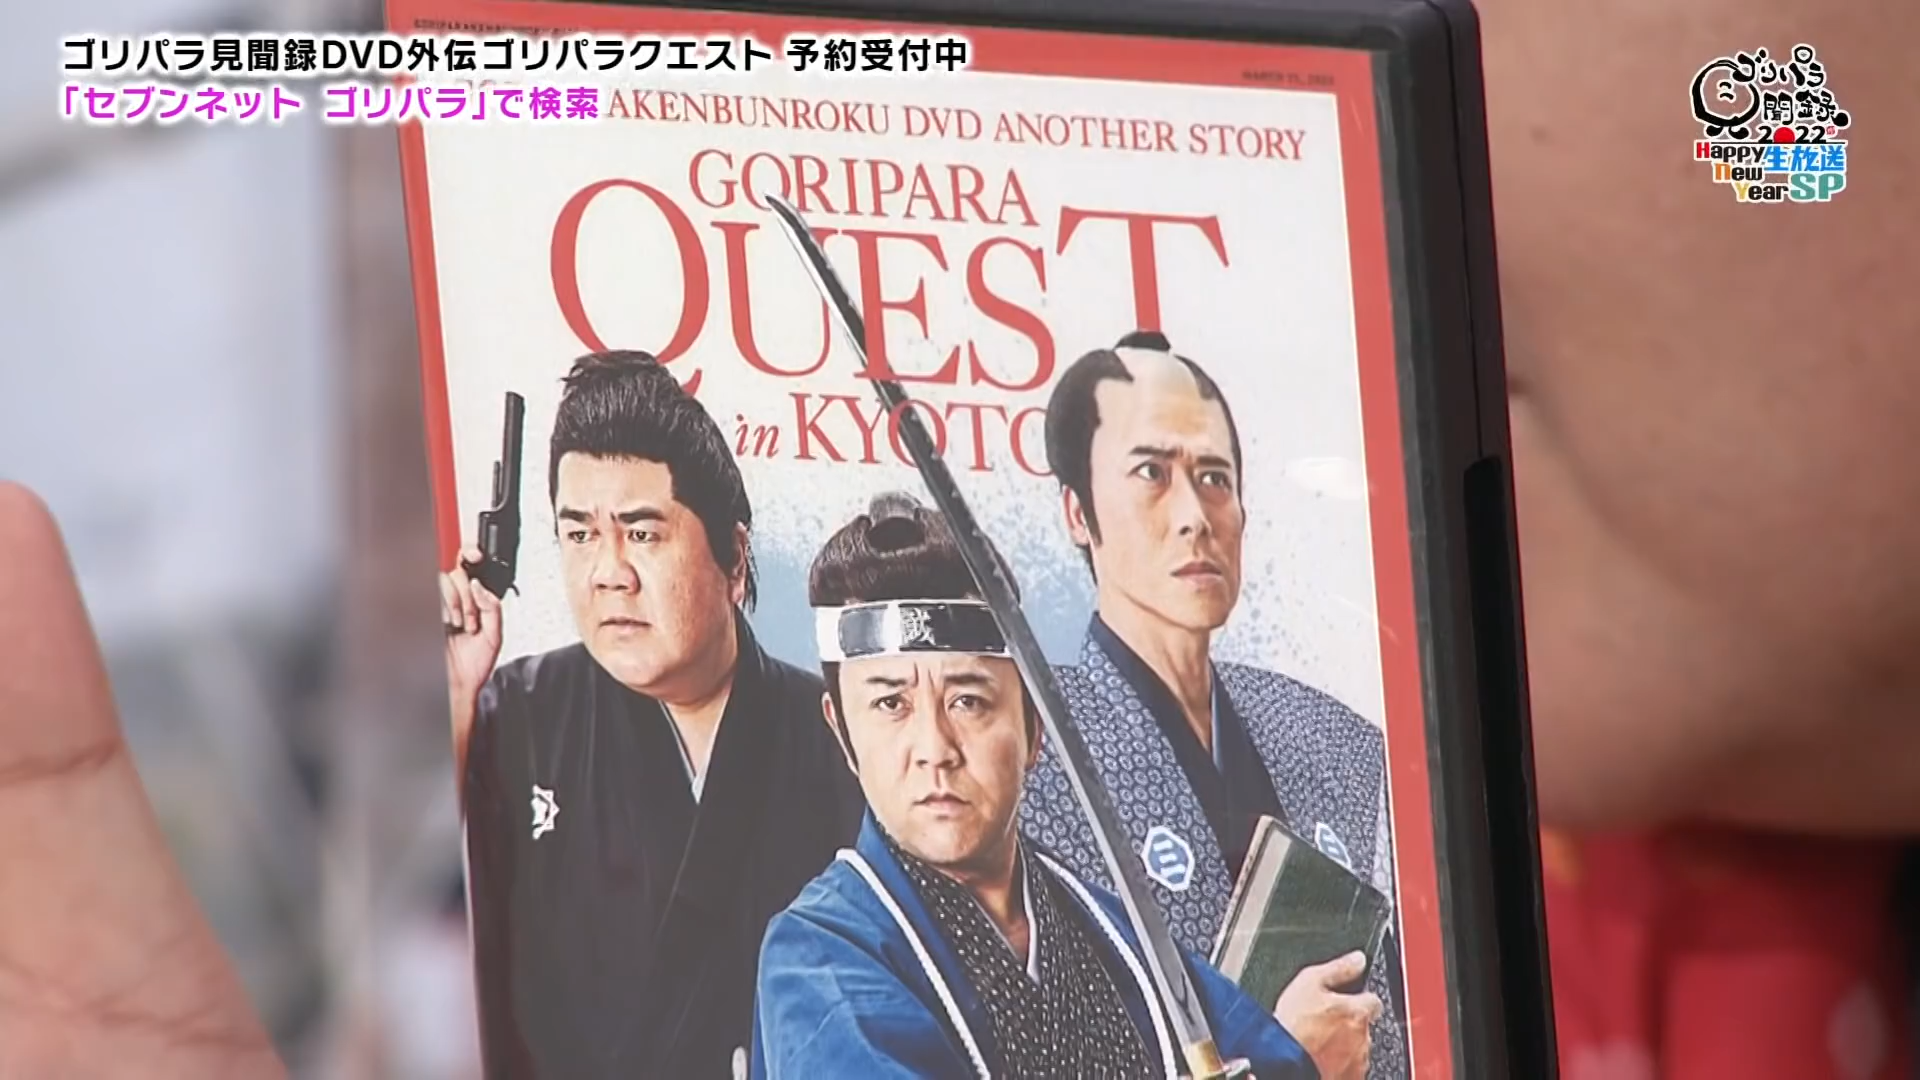 ゴリパラ見聞録DVD外伝ゴリパラクエスト 予約受付中
「セブンネット ゴリパラ」で検索
AKENBUNROKU DVD ANOTHER STORY
GORIPARA
QUEST
in KYOTO
誠
ゴリパラ
見聞録
2022
Happy
New
Year
生放送
SP